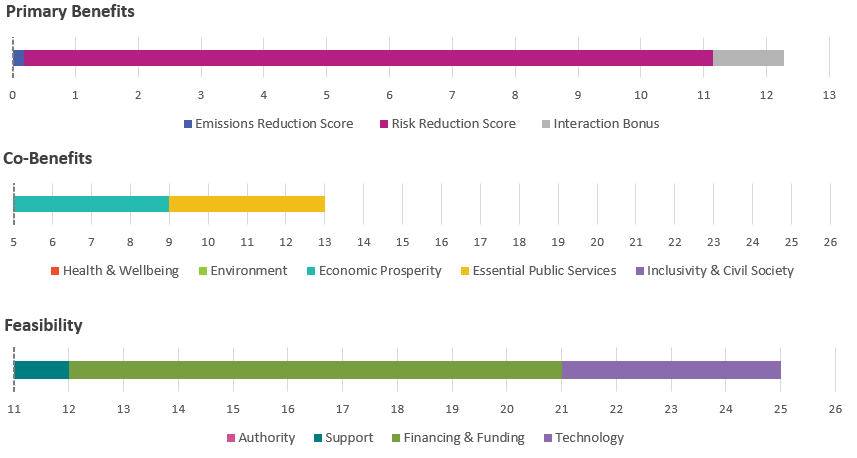 Primary Benefits
0 1 2 3 4 5 6 7 8 9 10 11 12 13
Emissions Reduction Score Risk Reduction Score Interaction Bonus
Co-Benefits
5 6 7 8 9 10 11 12 13 14 15 16 17 18 19 20 21 22 23 24 25 26
Health & Wellbeing Environment Economic Prosperity Essential Public Services Inclusivity & Civil Society
Feasibility
11 12 13 14 15 16 17 18 19 20 21 22 23 24 25 26
Authority Support Financing & Funding Technology